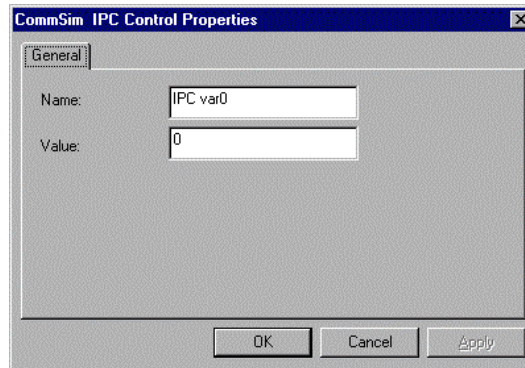 CommSim IPC Control Properties
General
Name: IPC var0
Value: 0
OK Cancel Apply